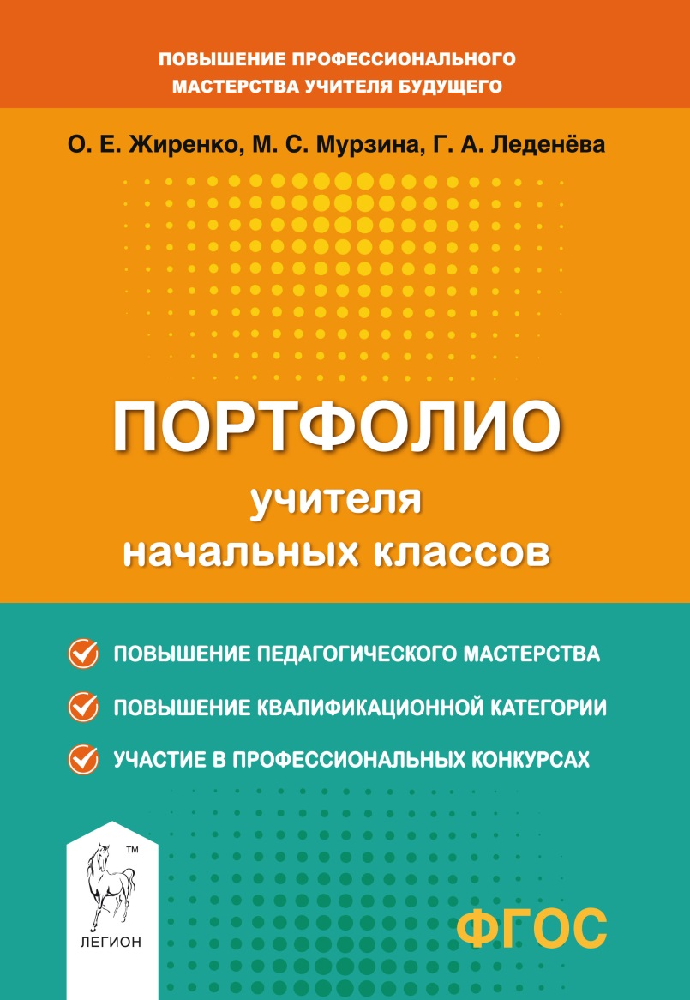 ПОВЫШЕНИЕ ПРОФЕССИОНАЛЬНОГО
МАСТЕРСТВА УЧИТЕЛЯ БУДУЩЕГО
О. Е. Жиренко, М. С. Мурзина, Г. А. Леденёва
ПОРТФОЛИО
учителя
начальных классов
ПОВЫШЕНИЕ ПЕДАГОГИЧЕСКОГО МАСТЕРСТВА
ПОВЫШЕНИЕ КВАЛИФИКАЦИОННОЙ КАТЕГОРИИ
УЧАСТИЕ В ПРОФЕССИОНАЛЬНЫХ КОНКУРСАХ
TM
ЛЕГИОН
ФГОС